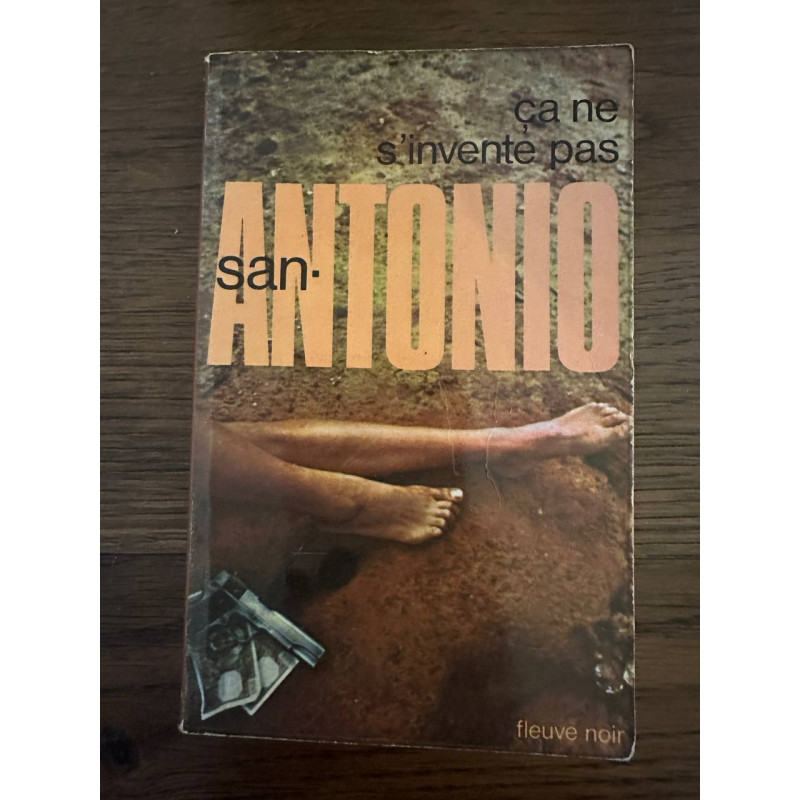 ça ne
s'invente pas
ANTONIO
san-
fleuve noir